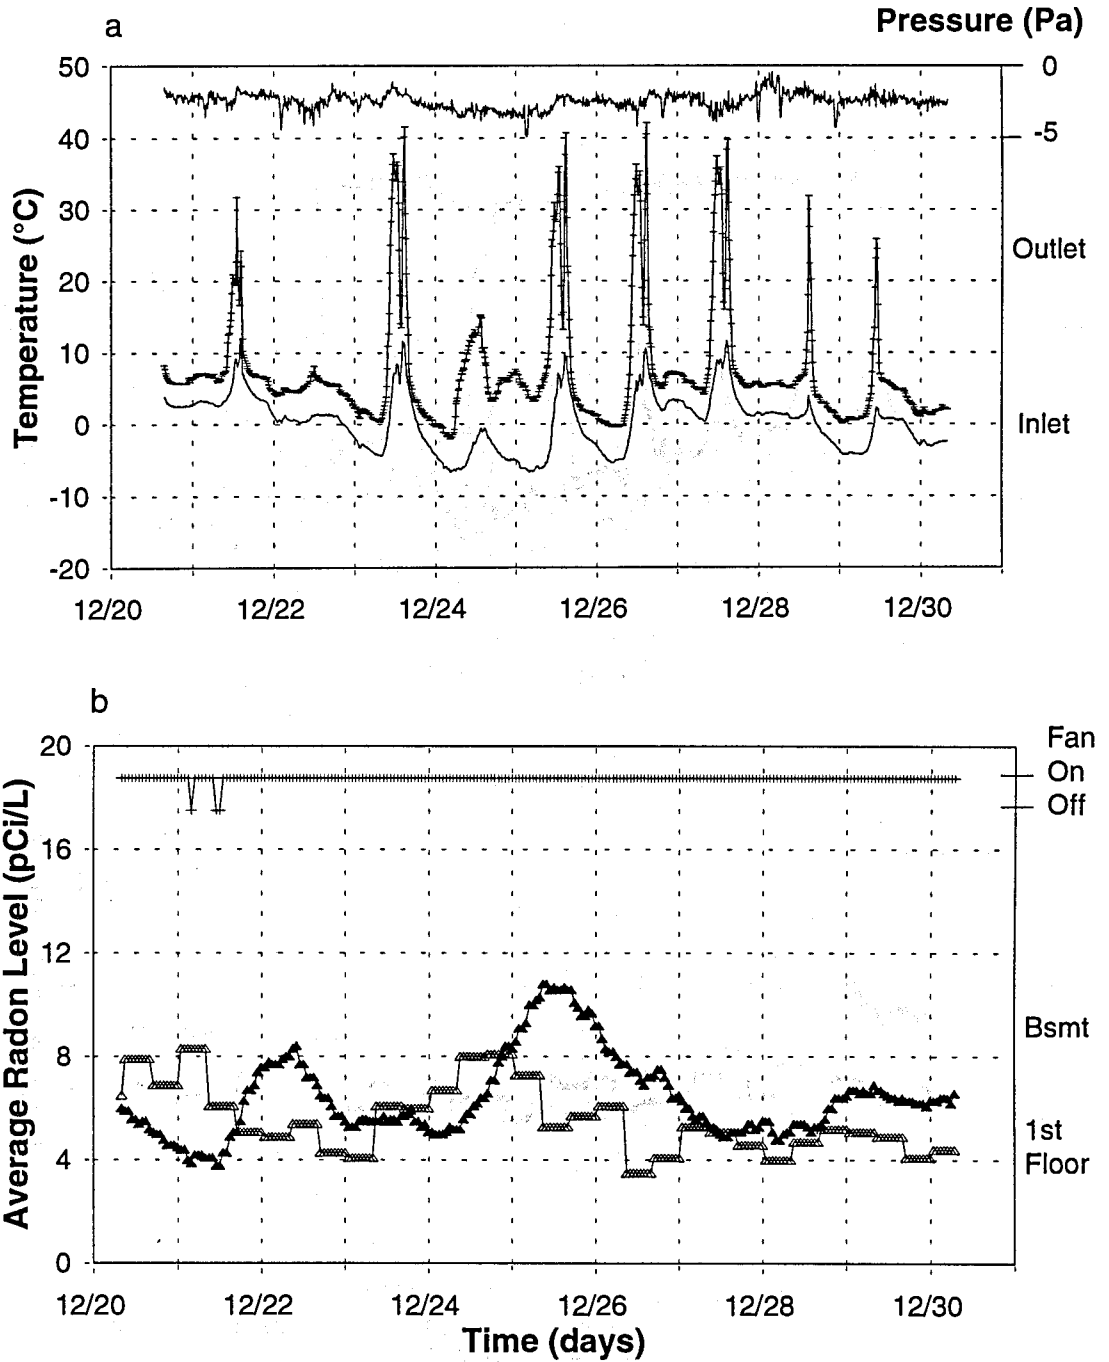 a
Pressure (Pa)
50
0
40
-5
30
Outlet
20
10
0
Inlet
-10
-20
Temperature (°C)
12/20 12/22 12/24 12/26 12/28 12/30
b
20
Fan
On
Off
16
12
Bsmt
8
1st
Floor
4
0
Average Radon Level (pCi/L)
12/20 12/22 12/24 12/26 12/28 12/30
Time (days)